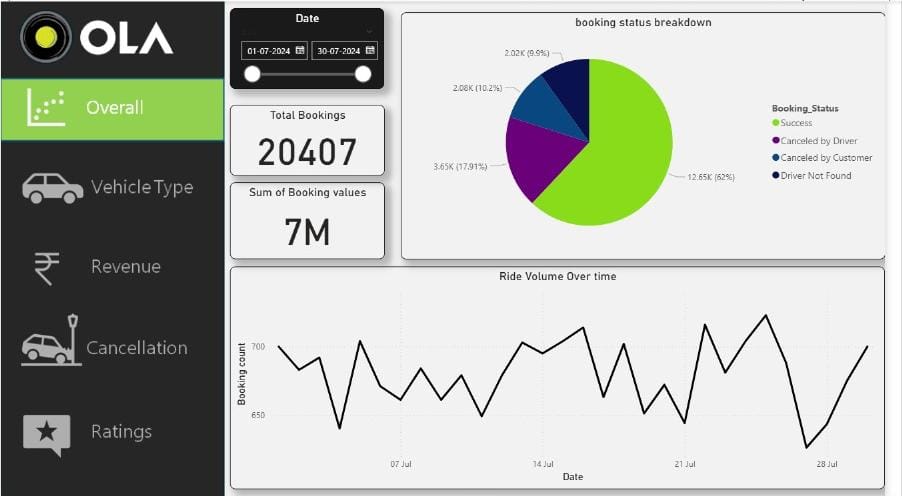 OLA
Overall
Vehicle Type
Revenue
Cancellation
Ratings
Date
01-07-2024
30-07-2024
Total Bookings
20407
Sum of Booking values
7M
booking status breakdown
2.02K (9.9%)
2.08K (10.2%)
3.65K (17.91%)
12.65K (62%)
Booking_Status
Success
Canceled by Driver
Canceled by Customer
Driver Not Found
Ride Volume Over time
Booking count
700
650
07 Jul
14 Jul
21 Jul
28 Jul
Date